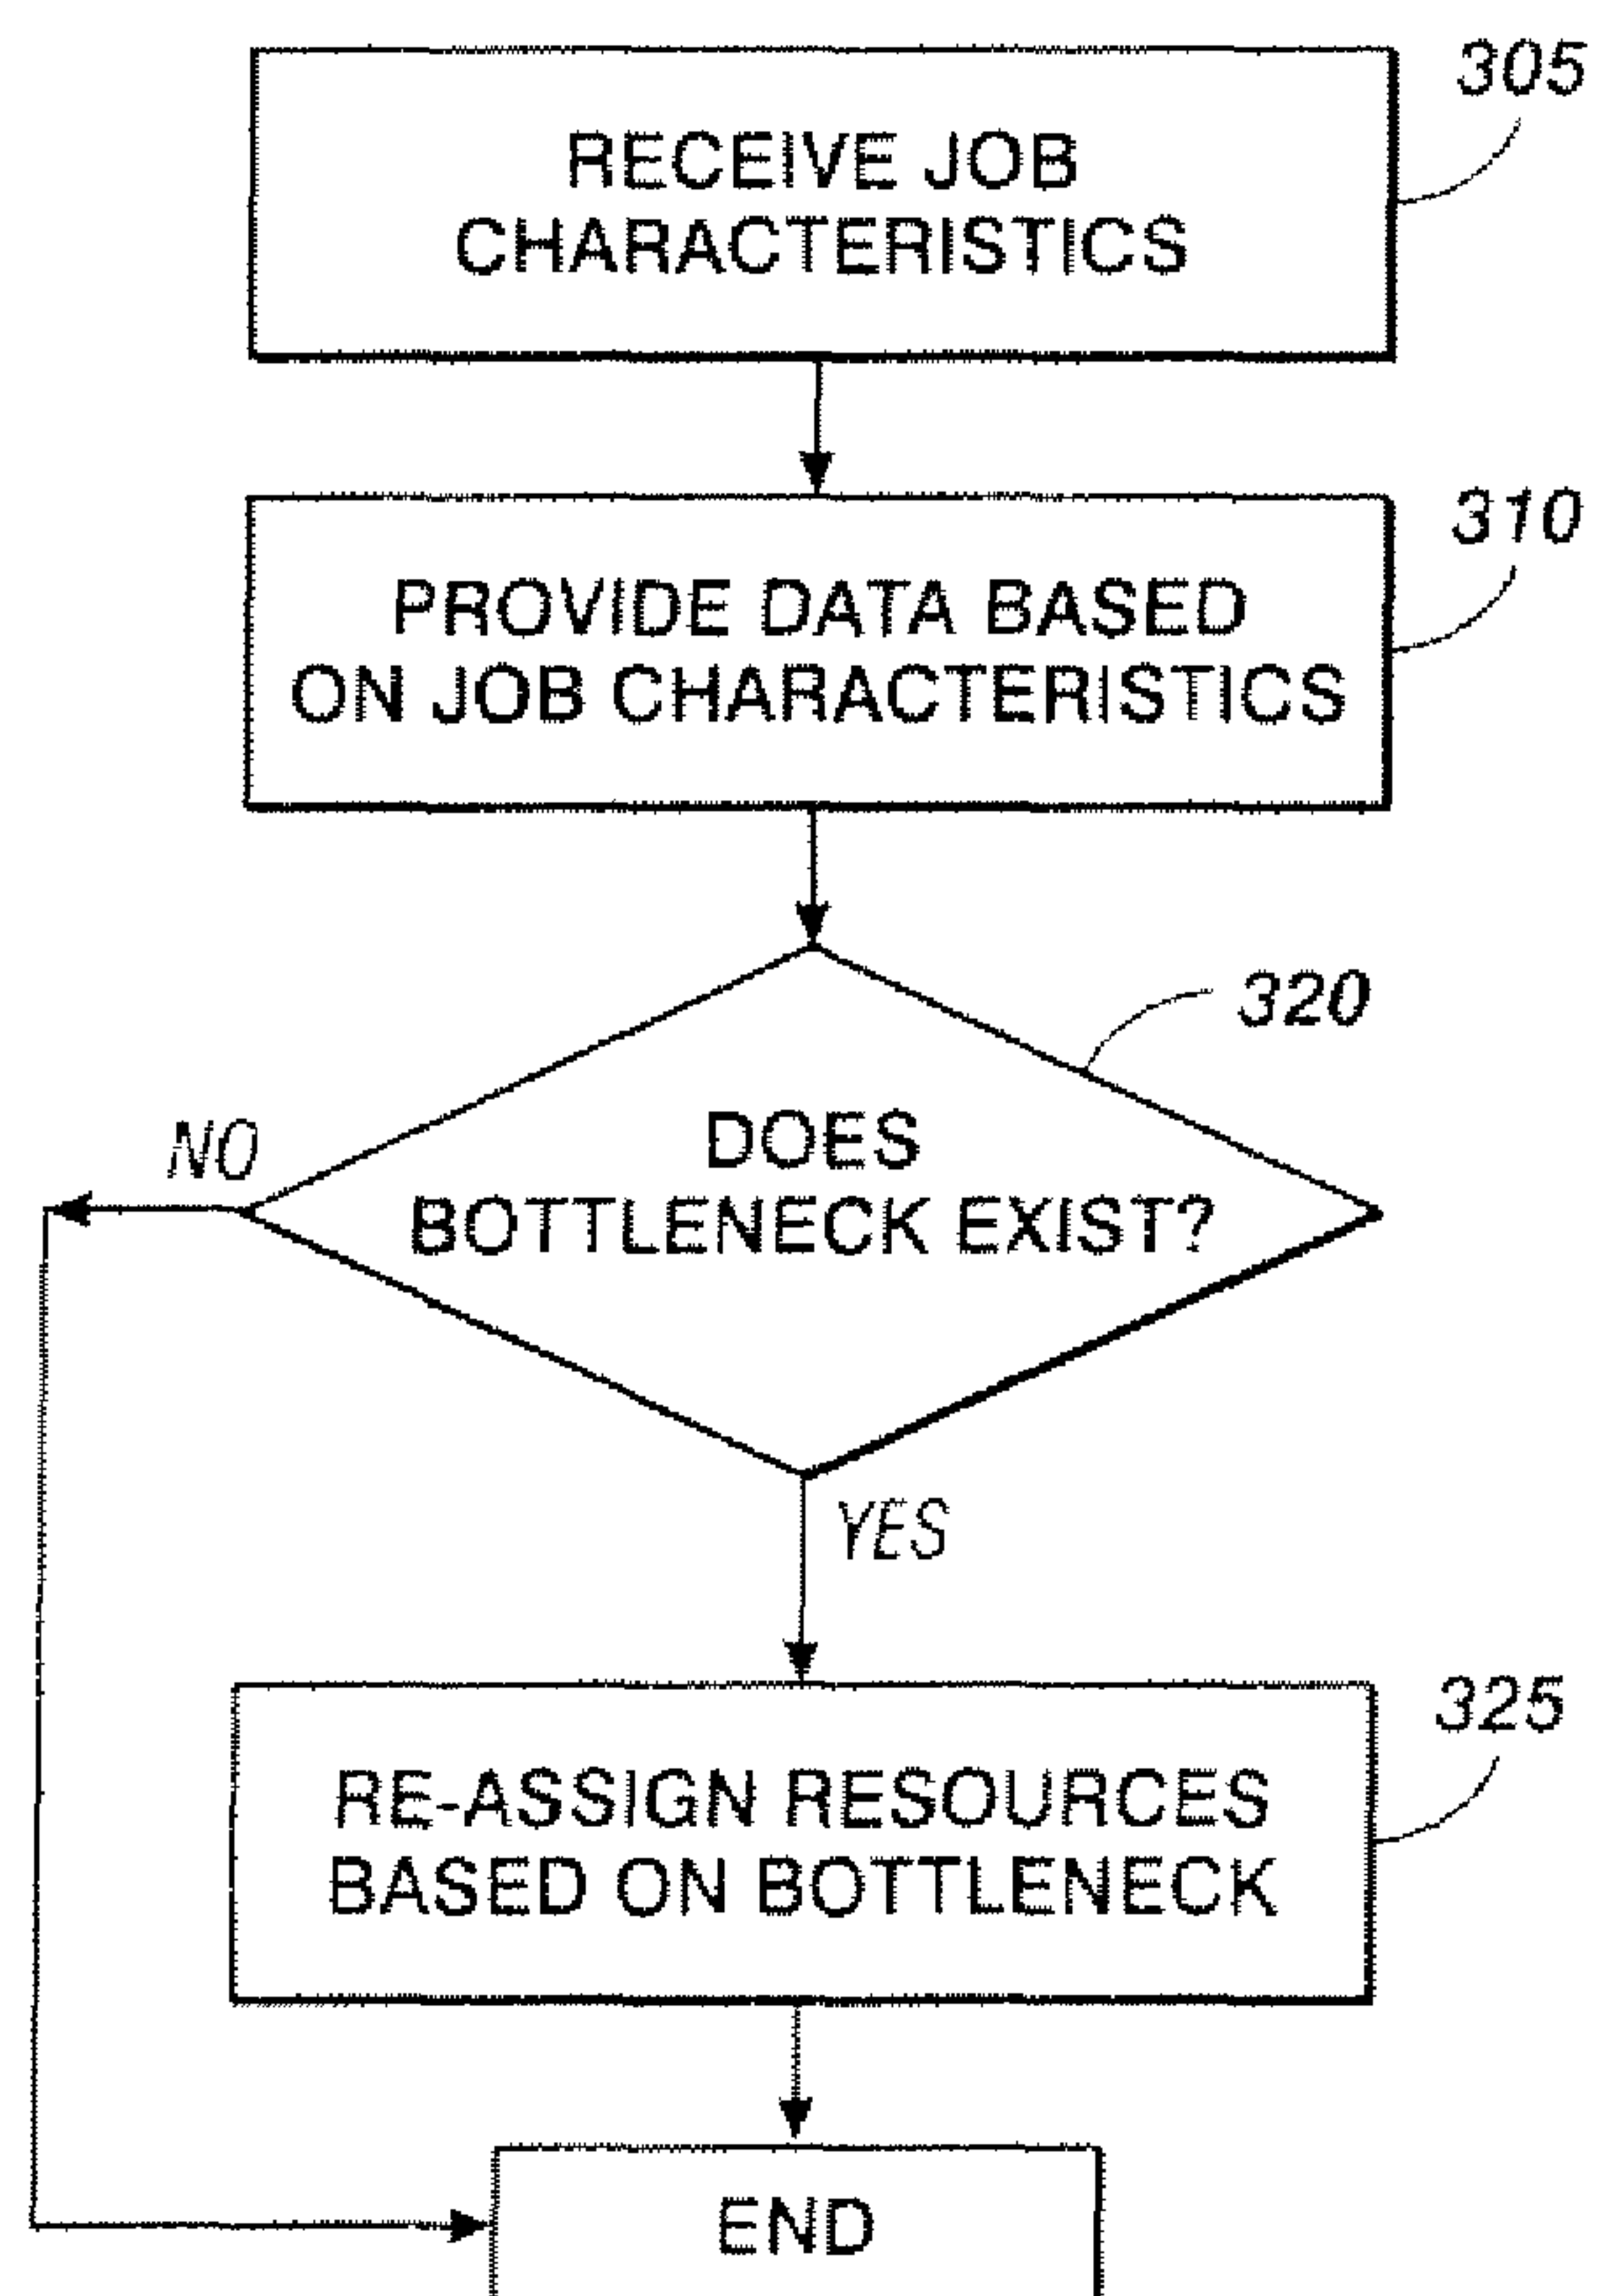 305
RECEIVE JOB
CHARACTERISTICS
310
PROVIDE DATA BASED
ON JOB CHARACTERISTICS
320
DOES
BOTTLENECK EXIST?
NO
YES
325
RE-ASSIGN RESOURCES
BASED ON BOTTLENECK
END